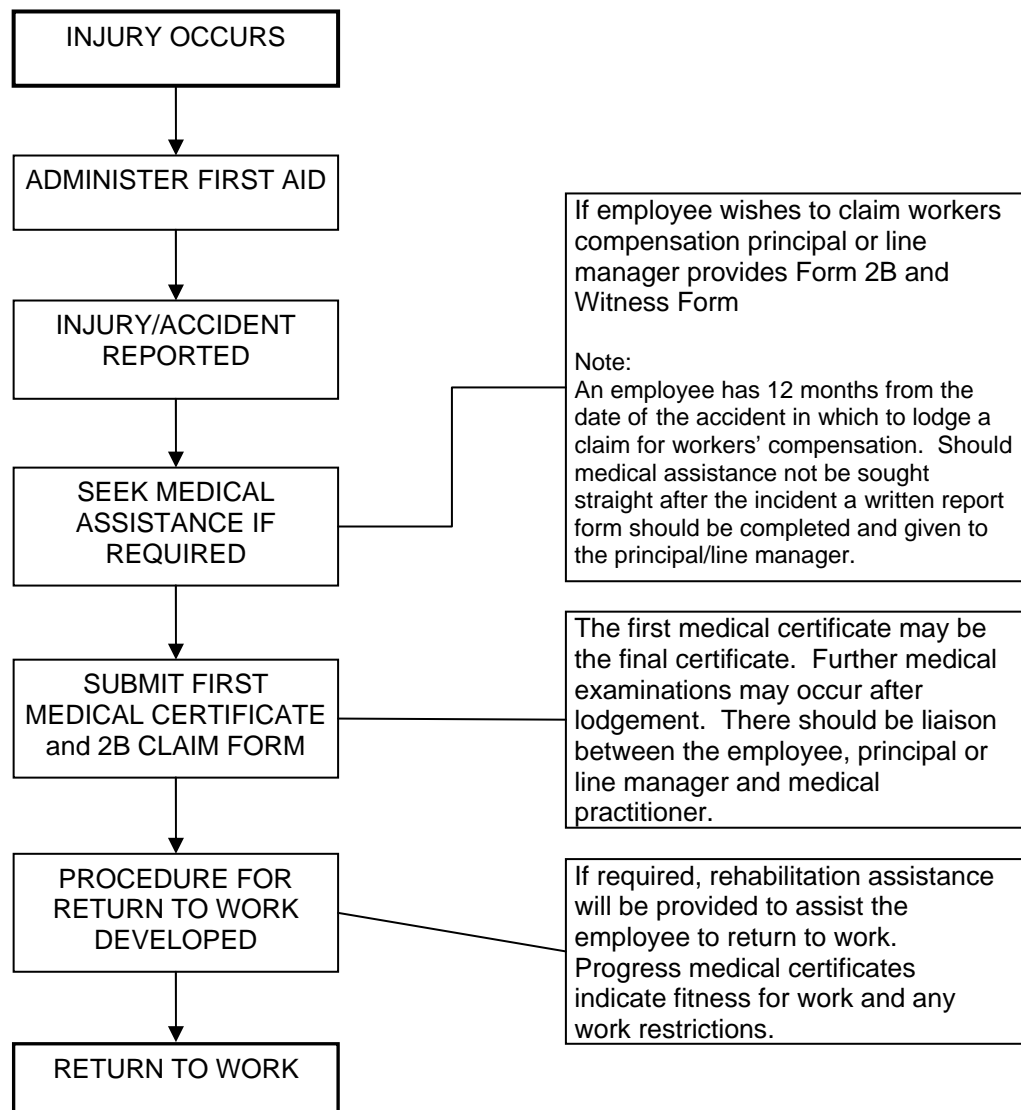 INJURY OCCURS
ADMINISTER FIRST AID
INJURY/ACCIDENT
REPORTED
SEEK MEDICAL
ASSISTANCE IF
REQUIRED
If employee wishes to claim workers
compensation principal or line
manager provides Form 2B and
Witness Form
Note:
An employee has 12 months from the
date of the accident in which to lodge a
claim for workers’ compensation.  Should
medical assistance not be sought
straight after the incident a written report
form should be completed and given to
the principal/line manager.
SUBMIT FIRST
MEDICAL CERTIFICATE
and 2B CLAIM FORM
The first medical certificate may be
the final certificate.  Further medical
examinations may occur after
lodgement.  There should be liaison
between the employee, principal or
line manager and medical
practitioner.
PROCEDURE FOR
RETURN TO WORK
DEVELOPED
If required, rehabilitation assistance
will be provided to assist the
employee to return to work.
Progress medical certificates
indicate fitness for work and any
work restrictions.
RETURN TO WORK